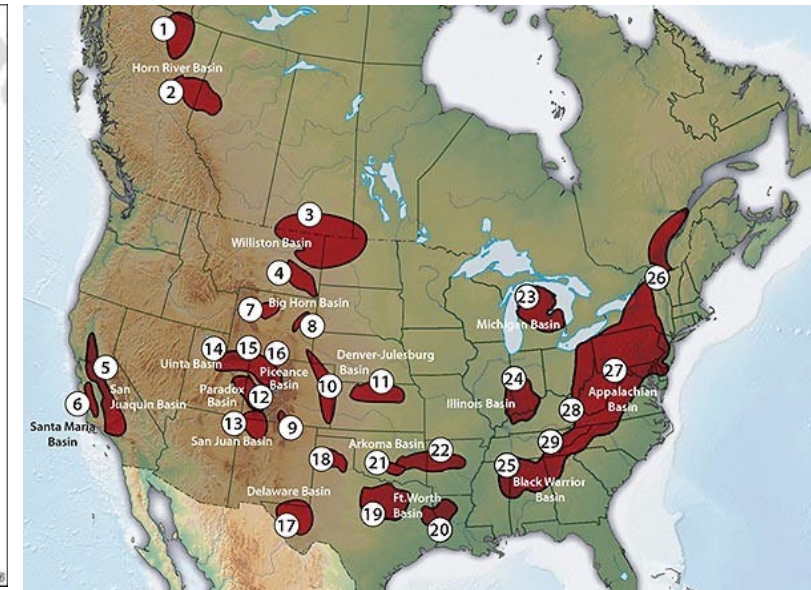 1
Horn River Basin
2
3
Williston Basin
4
Big Horn Basin
7
8
14
15
16
Uinta Basin
Piceance
Basin
Denver-Julesburg
Basin
10
11
5
San
Juaquin Basin
6
Santa Maria
Basin
Paradox
Basin
12
13
San Juan Basin
9
23
Michigan Basin
24
Illinois Basin
26
27
Appalachian
Basin
28
29
18
Arkoma Basin
21
22
25
Black Warrior
Basin
Delaware Basin
17
19
Ft.Worth
Basin
20